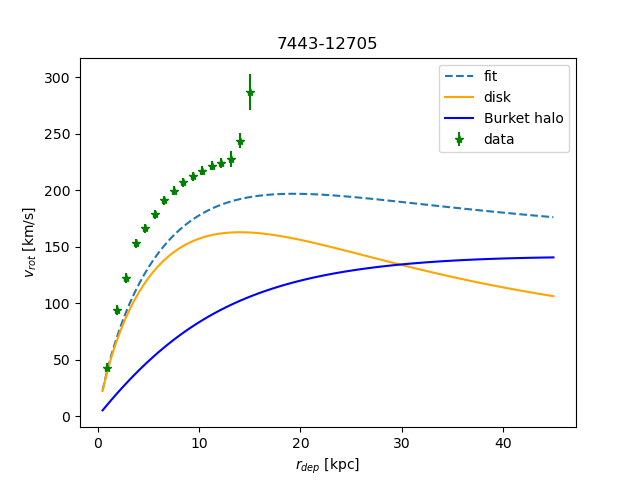 7443-12705
fit
disk
Burket halo
data
300
250
200
150
100
50
0
v_rot [km/s]
0 10 20 30 40
r_dep [kpc]